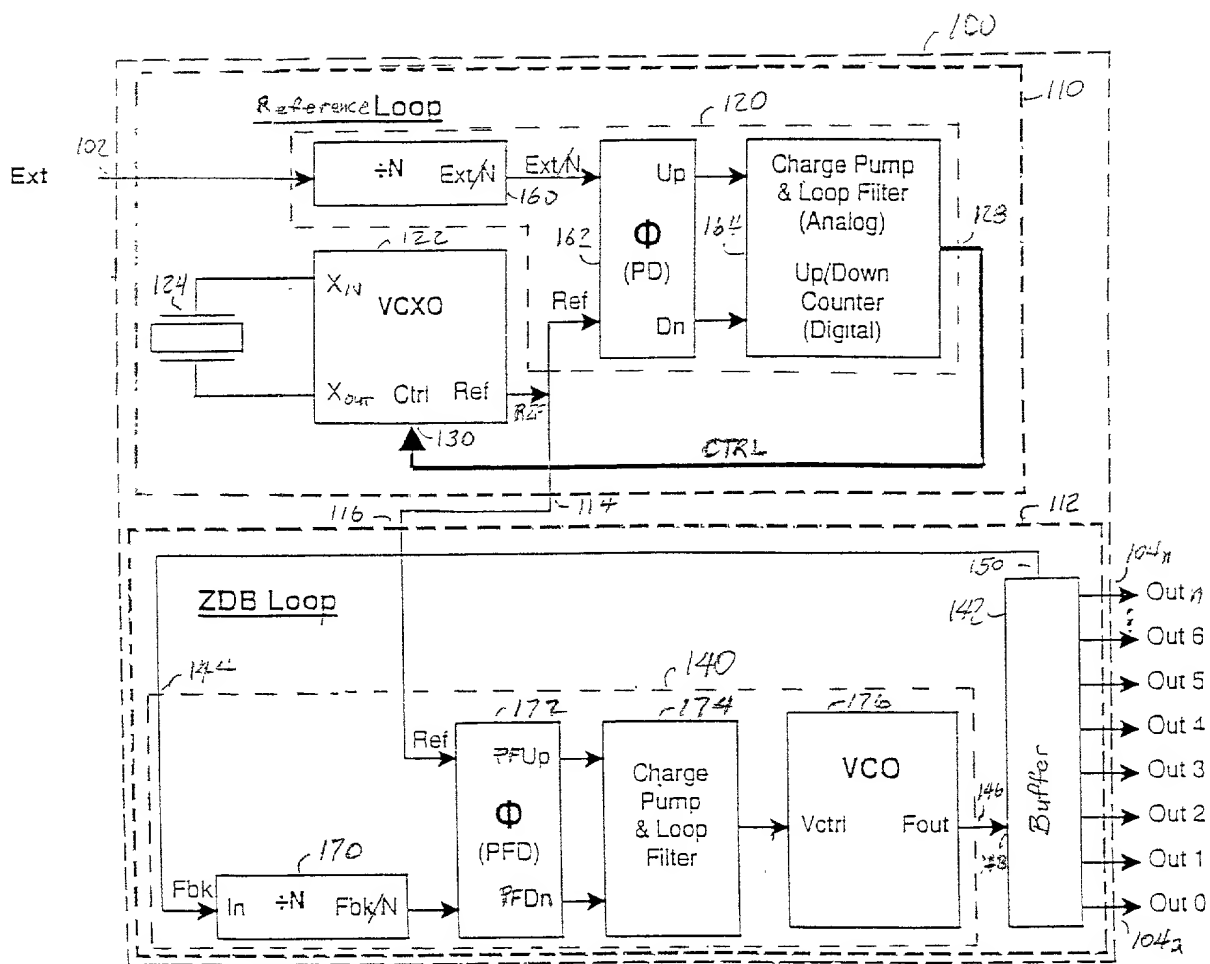 100
110
Reference Loop
120
102
Ext
÷N Ext/N
Ext/N
160
Up
Charge Pump
& Loop Filter
(Analog)
128
122
162
Φ
(PD)
164
124
XIN
VCXO
Ref
Up/Down
Counter
(Digital)
Dn
XOUT Ctrl Ref
REF
130
CTRL
114
116
112
ZDB Loop
150
104n
142
Out n
Out 6
144
140
Out 5
172
174
176
Out 4
Ref
PFUp
Charge
Pump
& Loop
Filter
VCO
Out 3
Φ
(PFD)
Buffer
Out 2
146
Vctrl Fout
148
170
Out 1
Fbk
In ÷N Fbk/N
PFDn
Out 0
104a